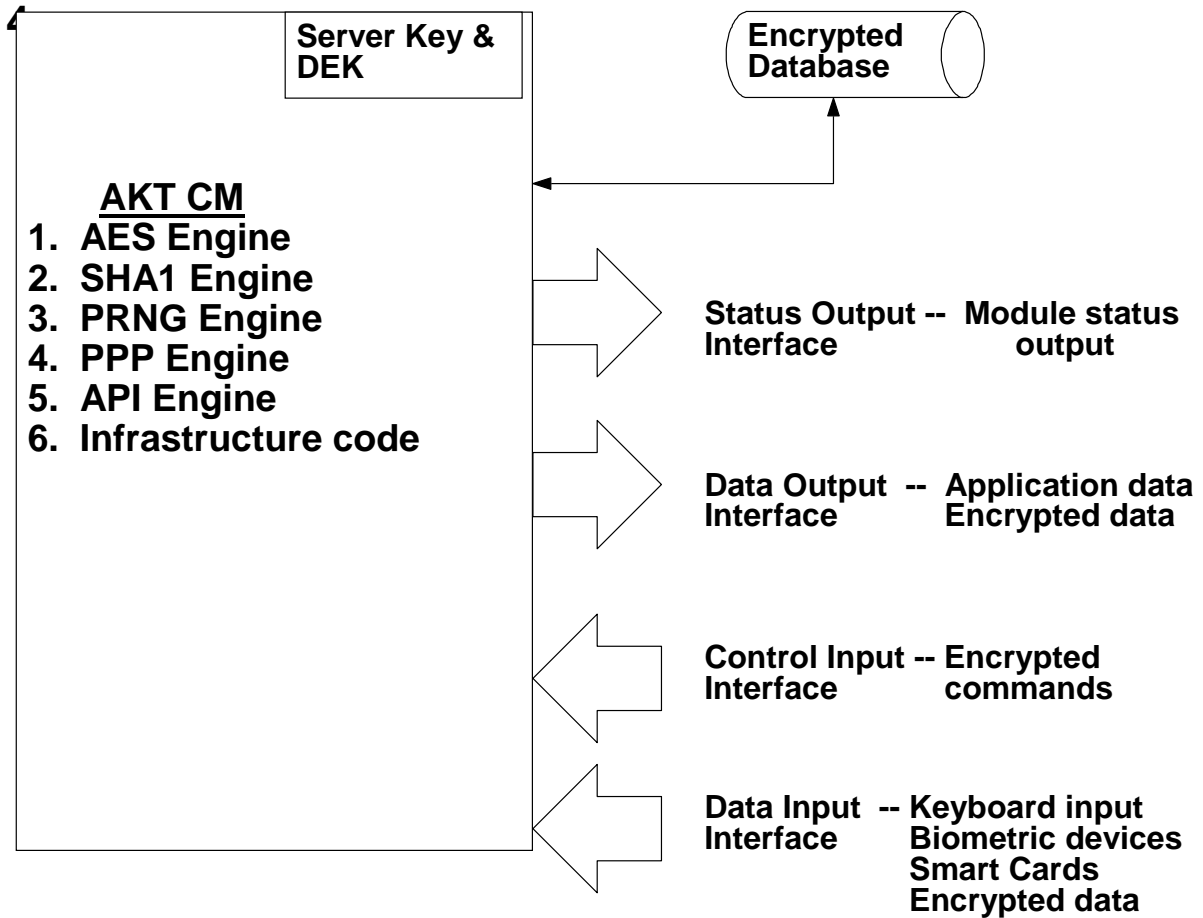 4
Server Key &
DEK
Encrypted
Database
AKT CM
1. AES Engine
2. SHA1 Engine
3. PRNG Engine
4. PPP Engine
5. API Engine
6. Infrastructure code
Status Output -- Module status
Interface output
Data Output -- Application data
Interface Encrypted data
Control Input -- Encrypted
Interface commands
Data Input -- Keyboard input
Interface Biometric devices
Smart Cards
Encrypted data